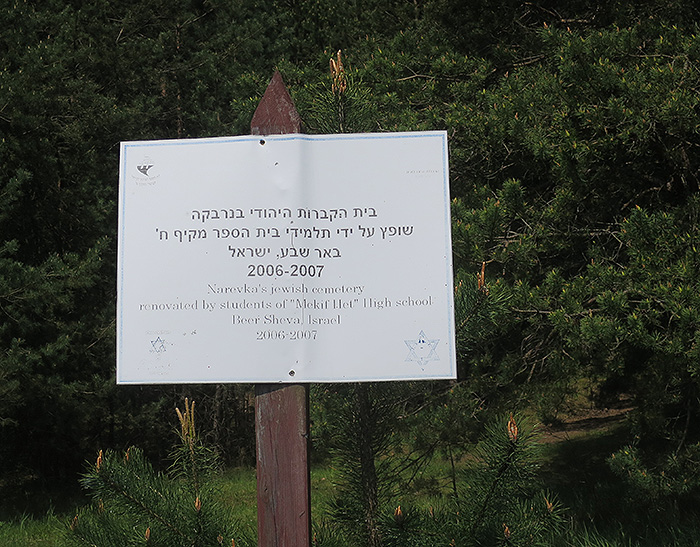 בית הקברות היהודי בנרבקה
שופץ על ידי תלמידי בית הספר מקיף ח'
באר שבע, ישראל
2006-2007
Narevka's jewish cemetery
renovated by students of "Mekif Het" High school
Beer Sheva, Israel
2006-2007